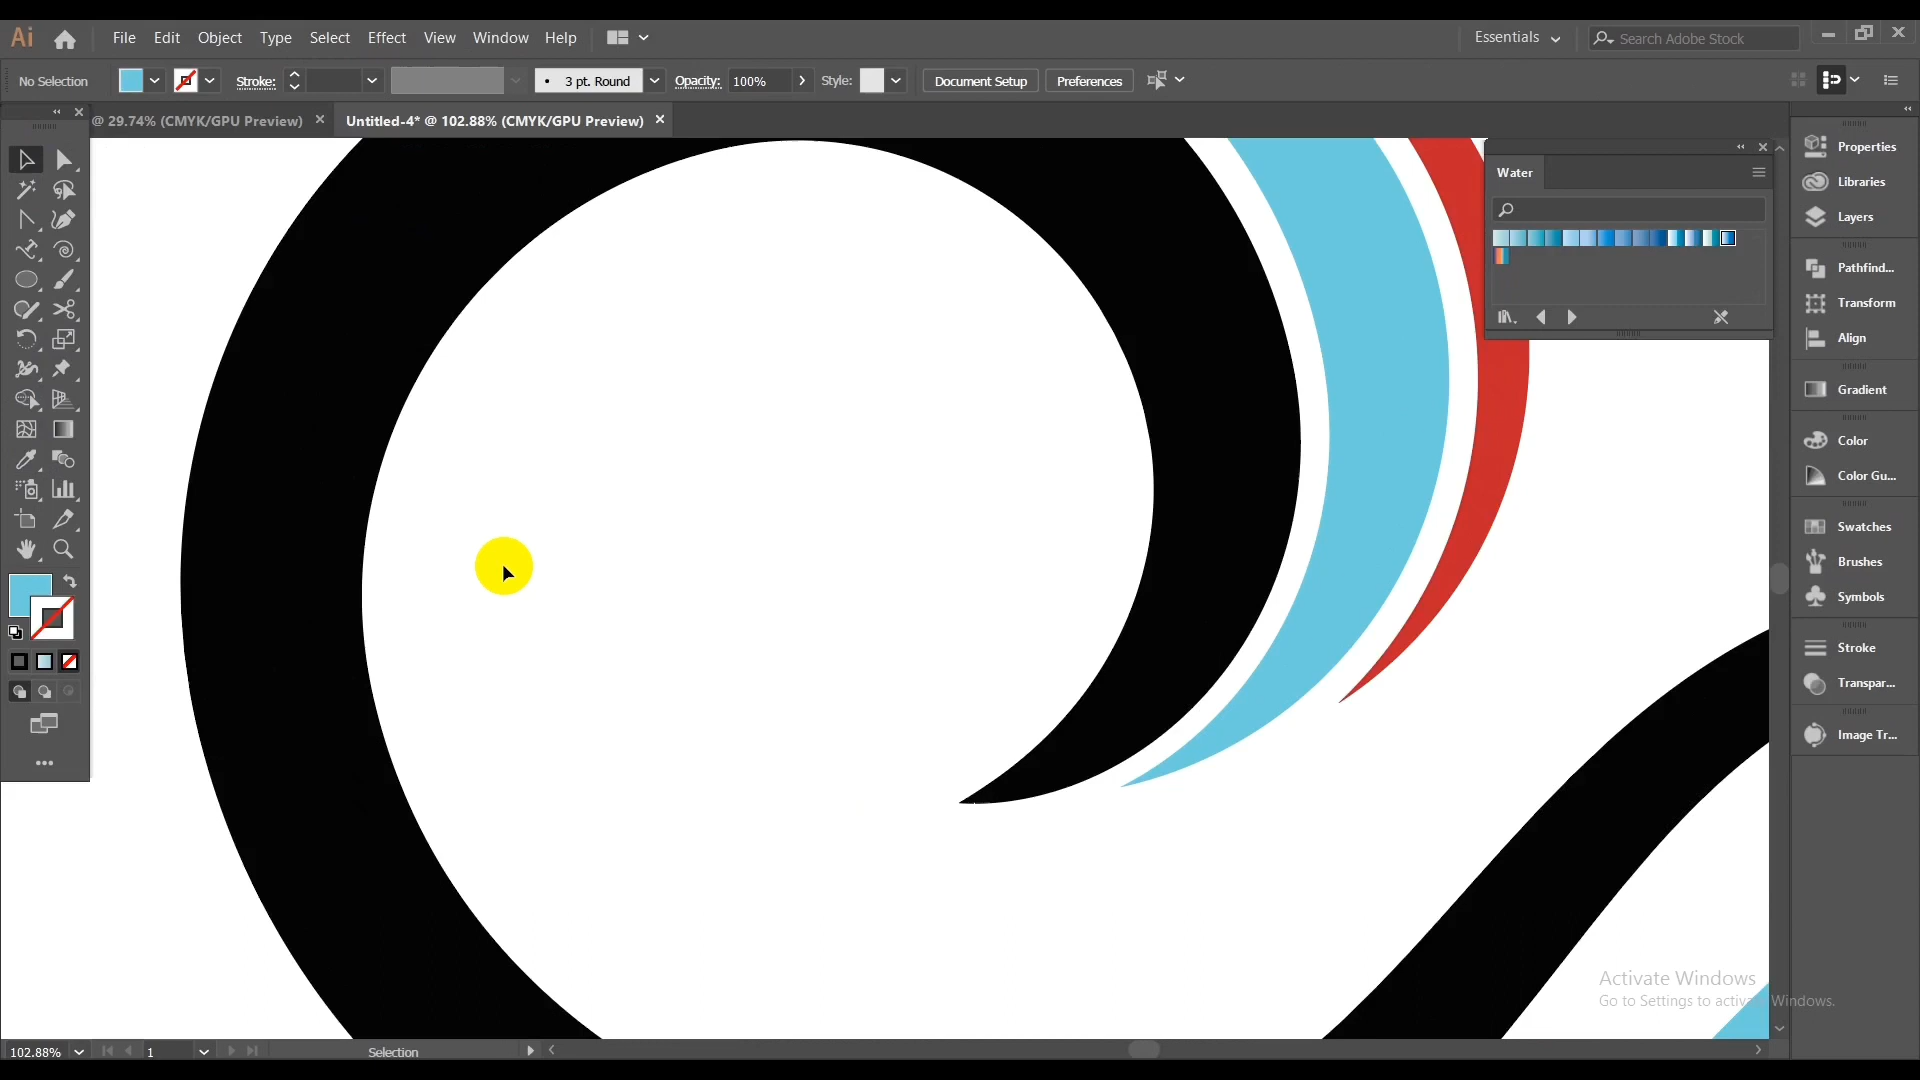 Ai File Edit Object Type Select Effect View Window Help Essentials Search Adobe Stock
No Selection Stroke: 3 pt. Round Opacity: 100% Style: Document Setup Preferences
@ 29.74% (CMYK/GPU Preview) Untitled-4* @ 102.88% (CMYK/GPU Preview)
Water
Properties
Libraries
Layers
Pathfind...
Transform
Align
Gradient
Color
Color Gu...
Swatches
Brushes
Symbols
Stroke
Transpar...
Image Tr...
Activate Windows
Go to Settings to activate Windows.
102.88% 1 Selection